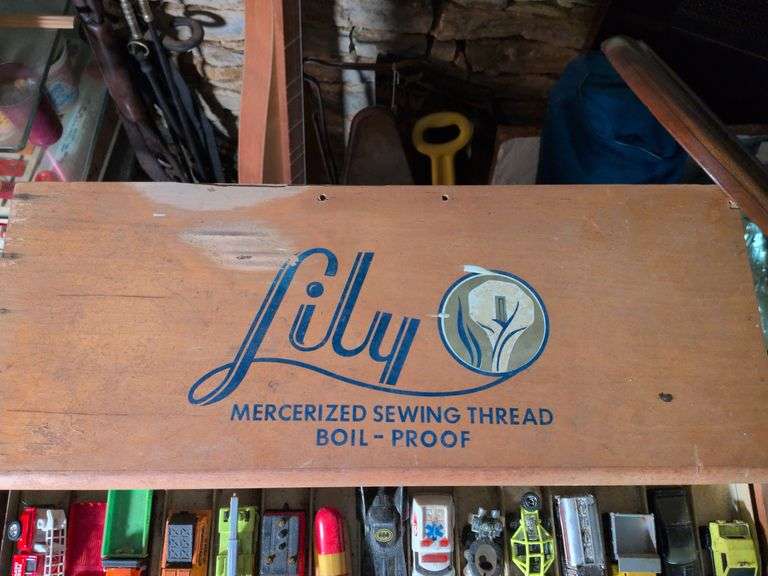 Lily
MERCERIZED SEWING THREAD
BOIL-PROOF